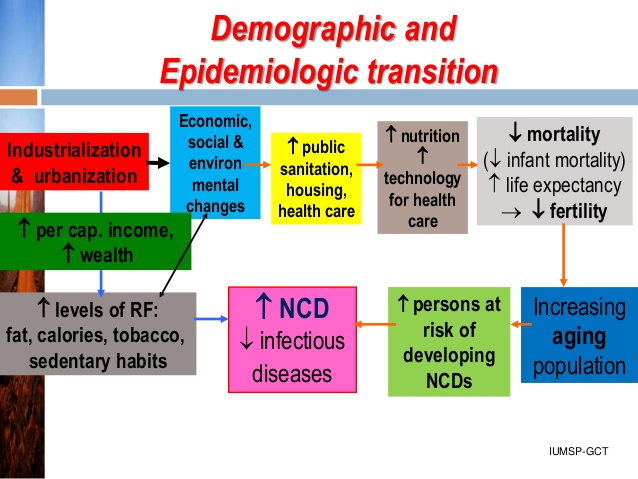 Demographic and
Epidemiologic transition
Industrialization
& urbanization
Economic,
social &
environ
mental
changes
↑ public
sanitation,
housing,
health care
↑ nutrition
↑
technology
for health
care
↓ mortality
(↓ infant mortality)
↑ life expectancy
→ ↓ fertility
↑ per cap. income,
↑ wealth
↑ levels of RF:
fat, calories, tobacco,
sedentary habits
↑ NCD
↓ infectious
diseases
↑ persons at
risk of
developing
NCDs
Increasing
aging
population
IUMSP-GCT